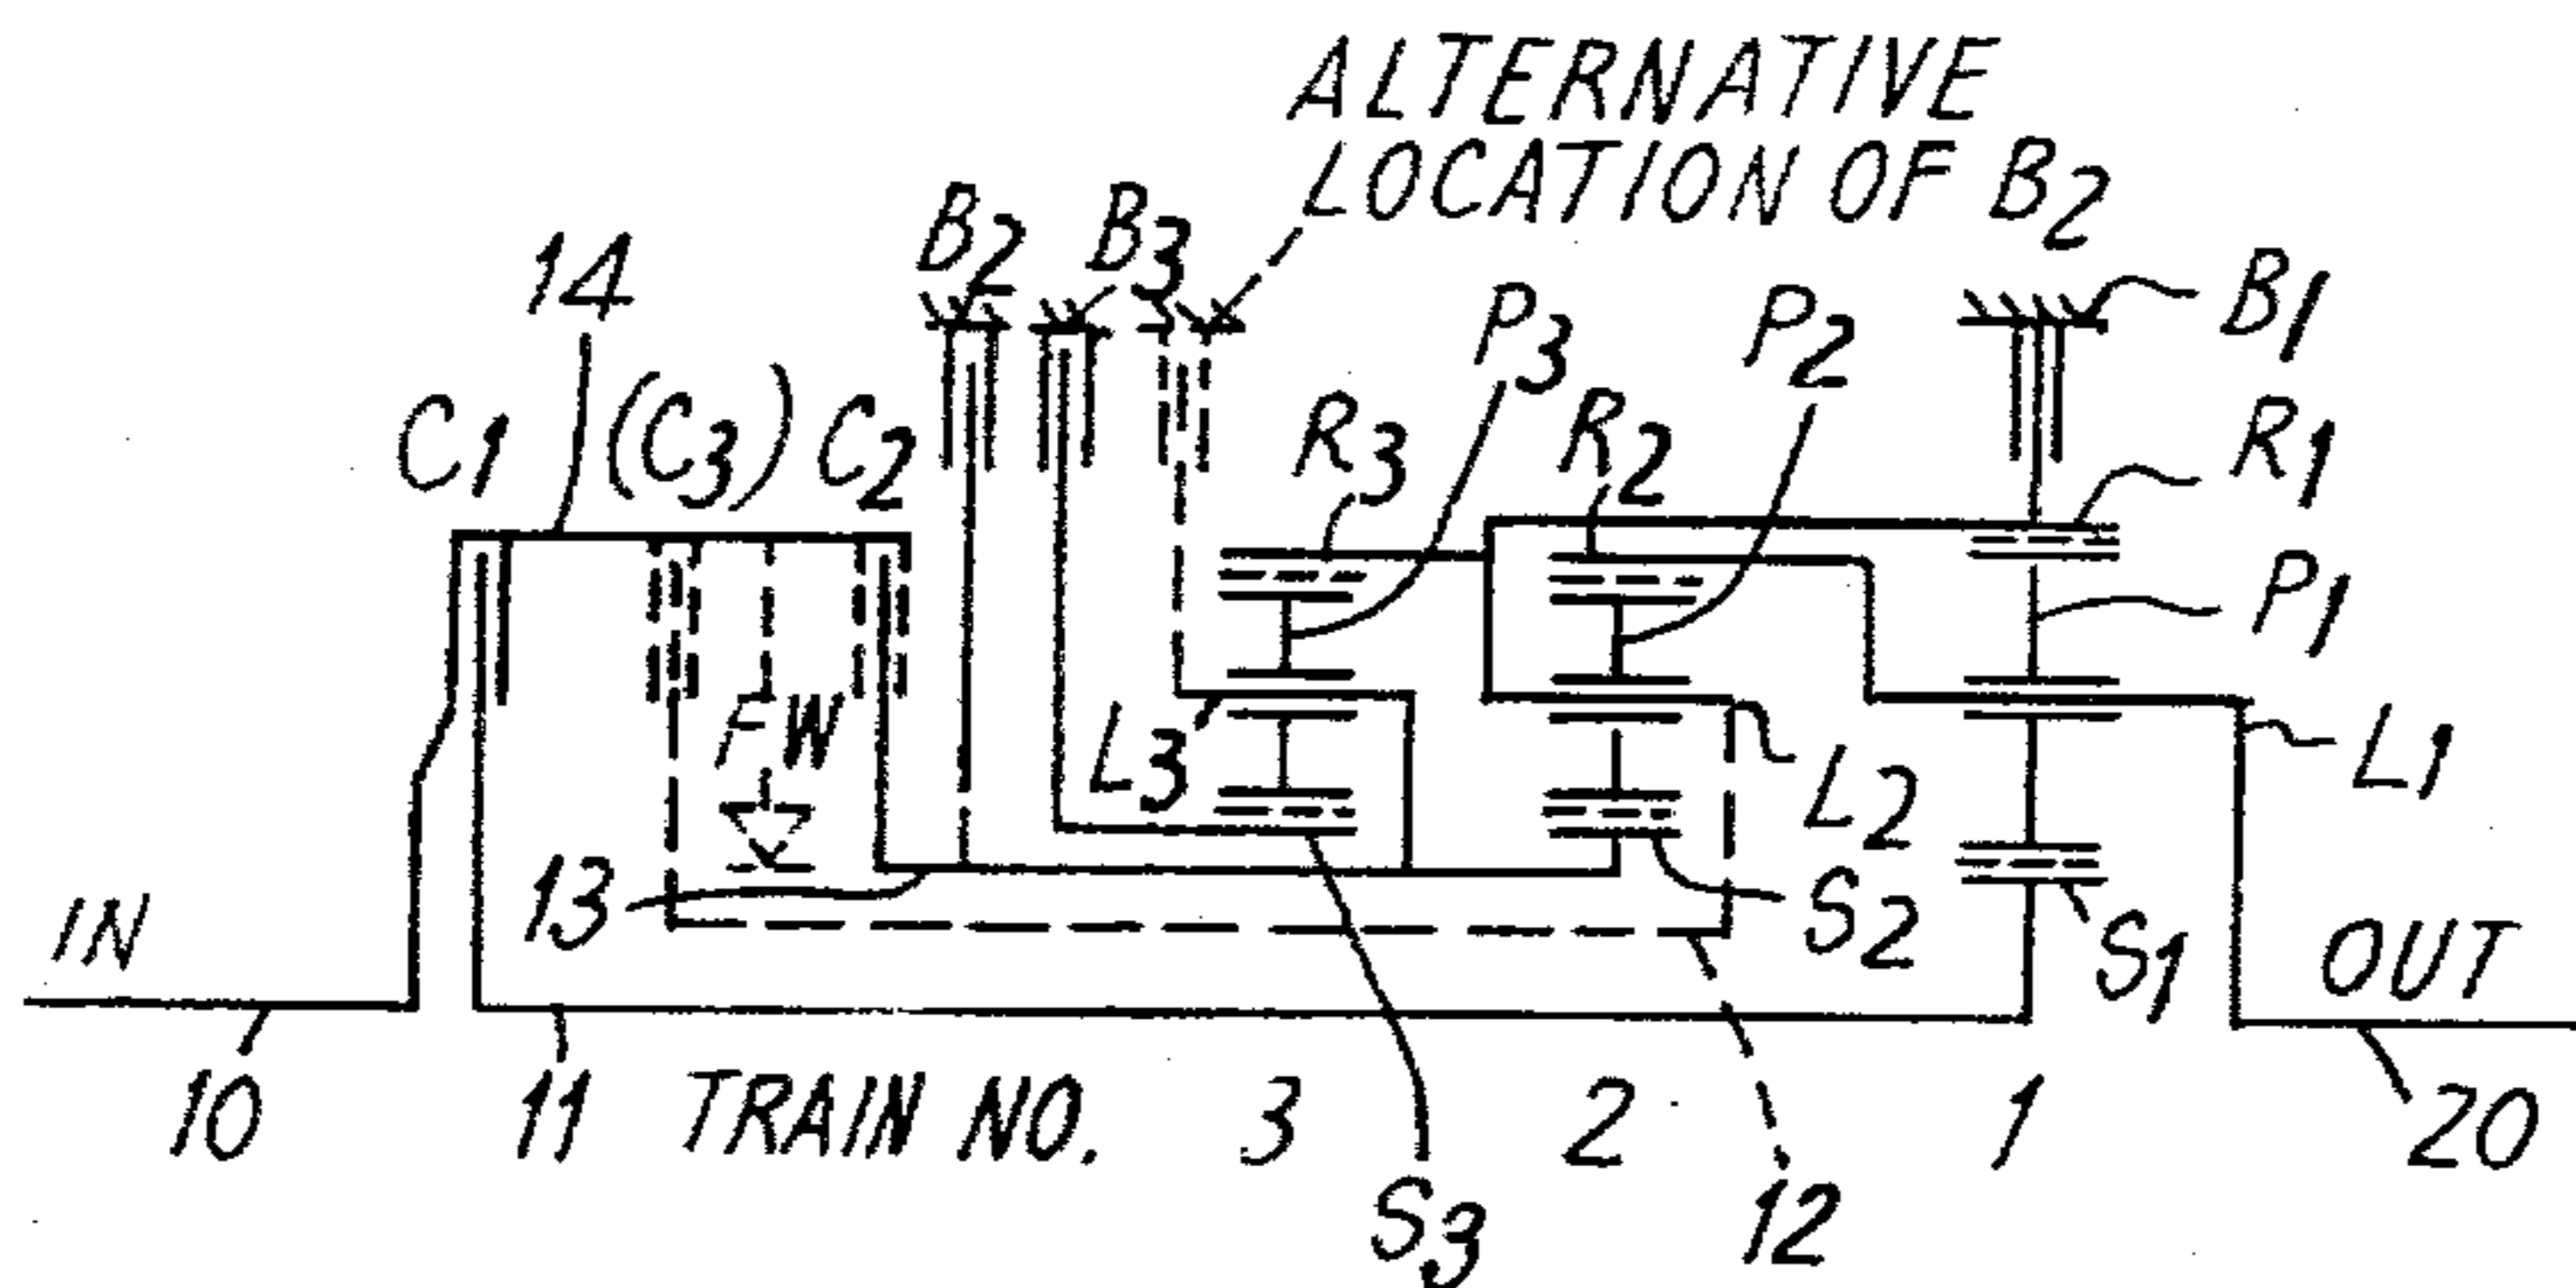 ALTERNATIVE
LOCATION OF B2
B2
B3
B1
14
P3
P2
C1
(C3)
C2
R3
R2
R1
P1
FW
L3
L2
L1
13
S2
S1
IN
OUT
10
11
TRAIN NO.
3
2
1
20
S3
12